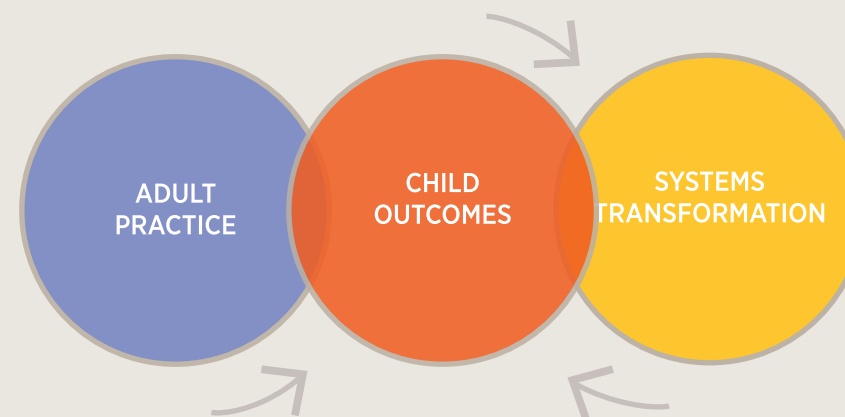 ADULT
PRACTICE
CHILD
OUTCOMES
SYSTEMS
TRANSFORMATION